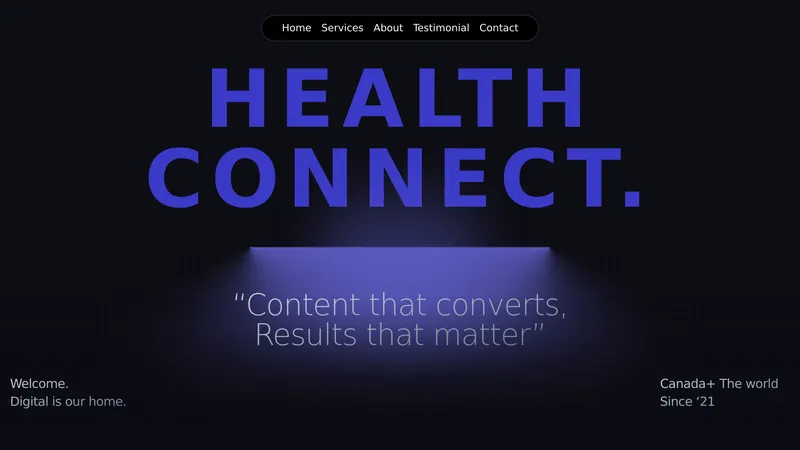 Home Services About Testimonial Contact
HEALTH
CONNECT.
“Content that converts,
Results that matter”
Welcome.
Digital is our home.
Canada+ The world
Since ‘21